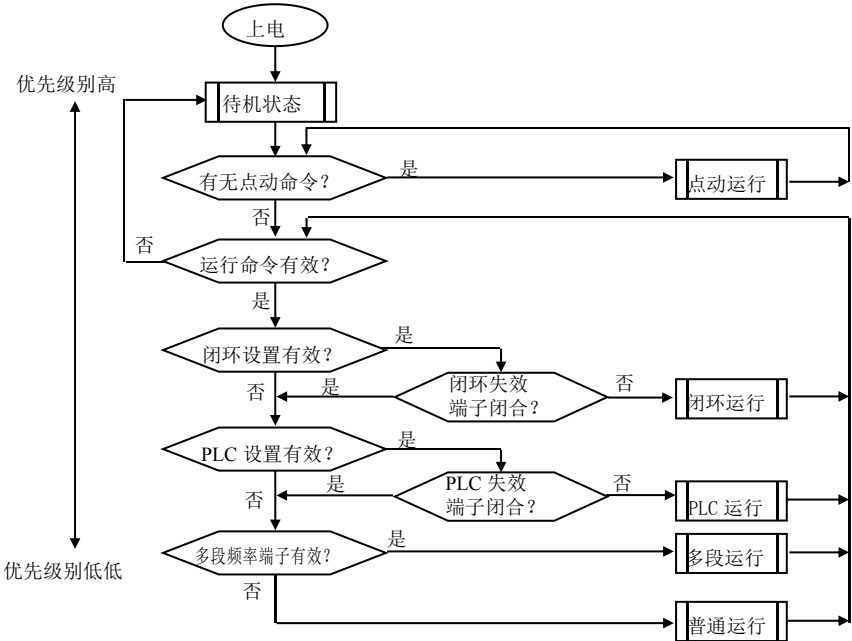 上电
优先级别高
待机状态
有无点动命令？
是
点动运行
否
否
运行命令有效？
是
闭环设置有效？
是
否
是
闭环失效
端子闭合？
否
闭环运行
PLC 设置有效？
是
否
是
PLC 失效
端子闭合？
否
PLC 运行
多段频率端子有效？
是
多段运行
优先级别低低
否
普通运行